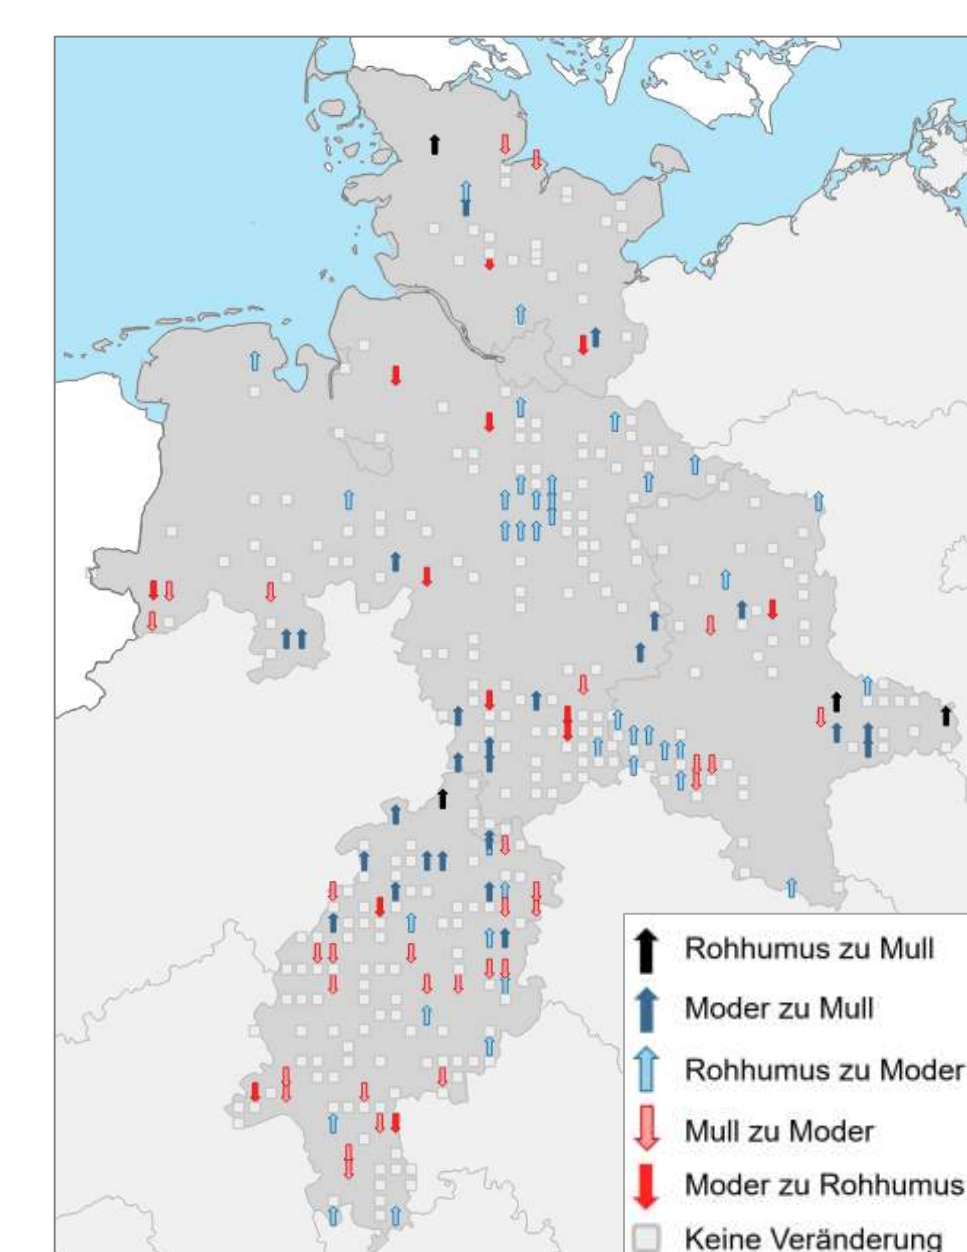 Rohhumus zu Mull
Moder zu Mull
Rohhumus zu Moder
Mull zu Moder
Moder zu Rohhumus
Keine Veränderung